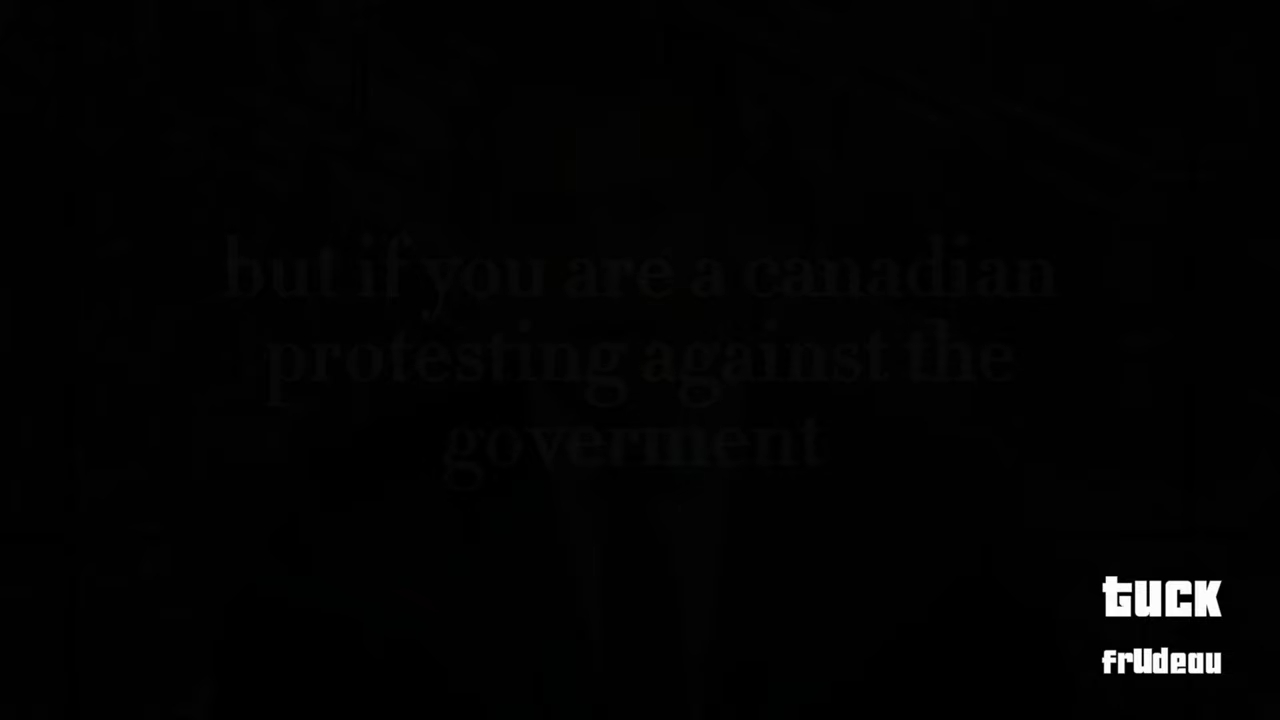 but if you are a canadian
protesting against the
goverment
tuck
frUdeau